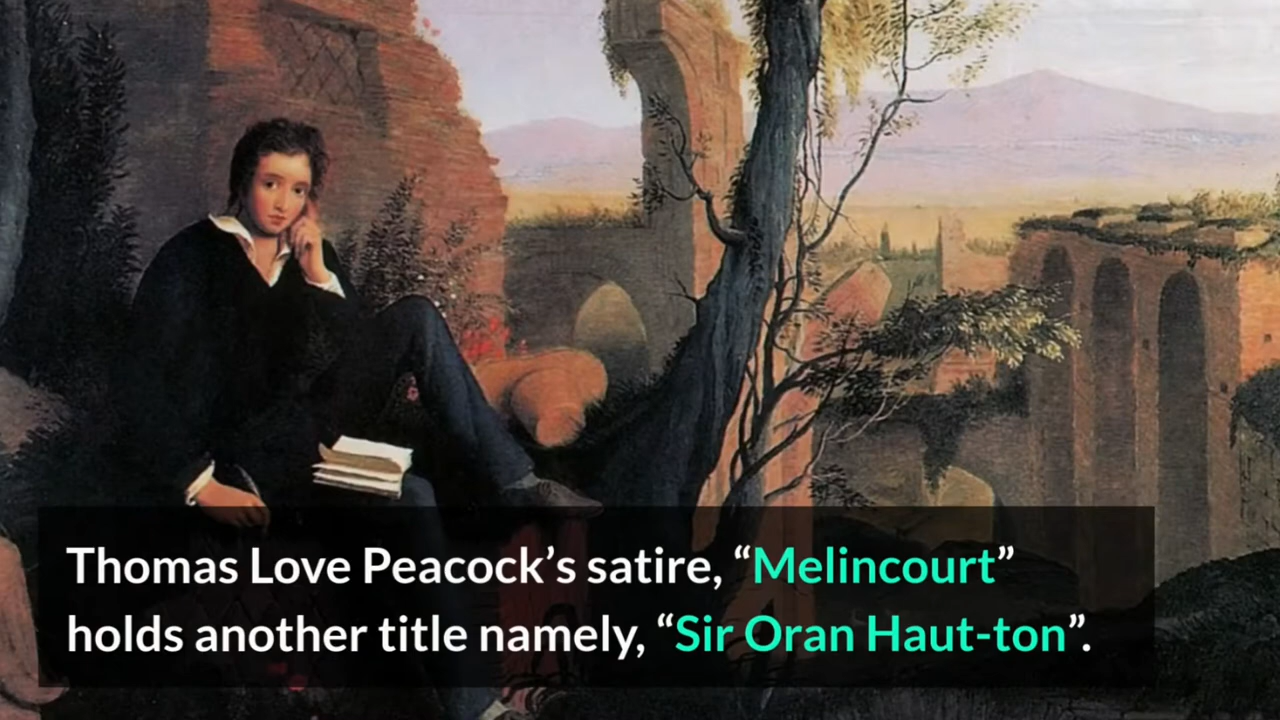 Thomas Love Peacock’s satire, “Melincourt”
holds another title namely, “Sir Oran Haut-ton”.